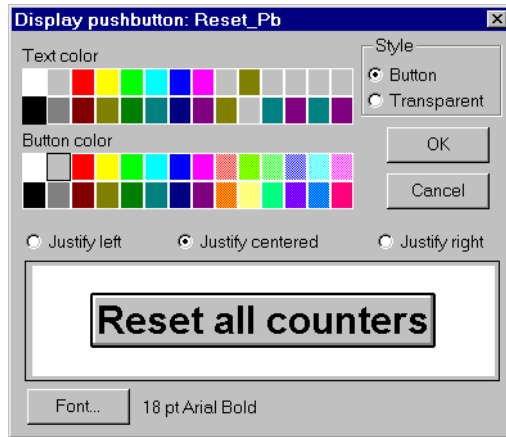 Display pushbutton: Reset_Pb
Text color
Style
Button
Transparent
Button color
OK
Cancel
Justify left
Justify centered
Justify right
Reset all counters
Font...
18 pt Arial Bold